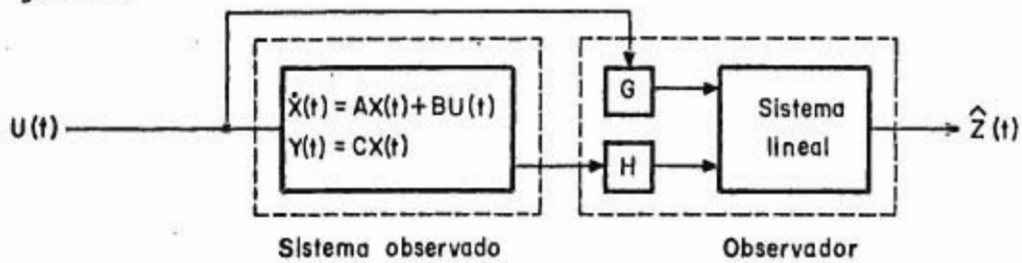 U(t)
Ẋ(t) = AX(t) + BU(t)
Y(t) = CX(t)
G
H
Sistema
lineal
Ẑ(t)
Sistema observado
Observador